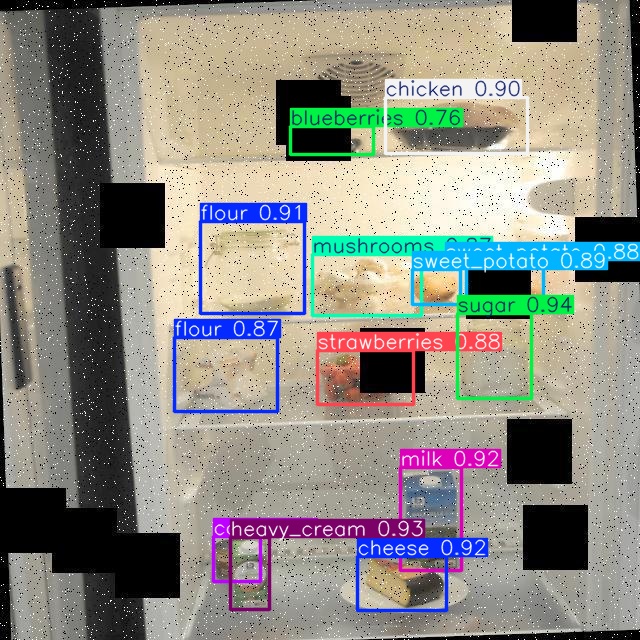 chicken 0.90
blueberries 0.76
flour 0.91
mushrooms
0.88
sweet_potato 0.89
sugar 0.94
flour 0.87
strawberries 0.88
milk 0.92
heavy_cream 0.93
cheese 0.92